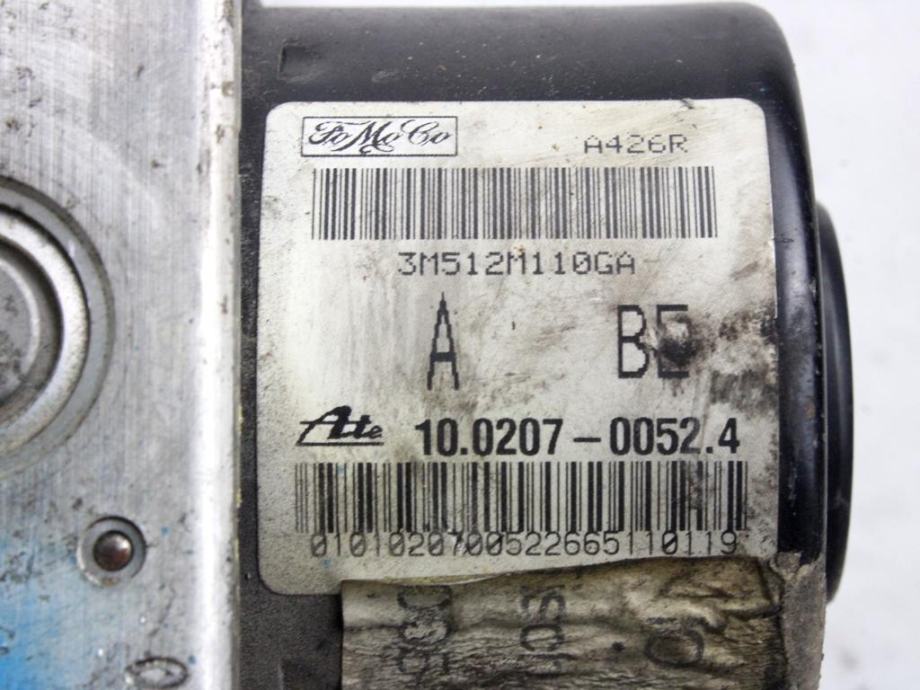 FoMoCo
A426R
3M512M110GA
A BE
Ate 10.0207-0052.4
0101020700522665110119